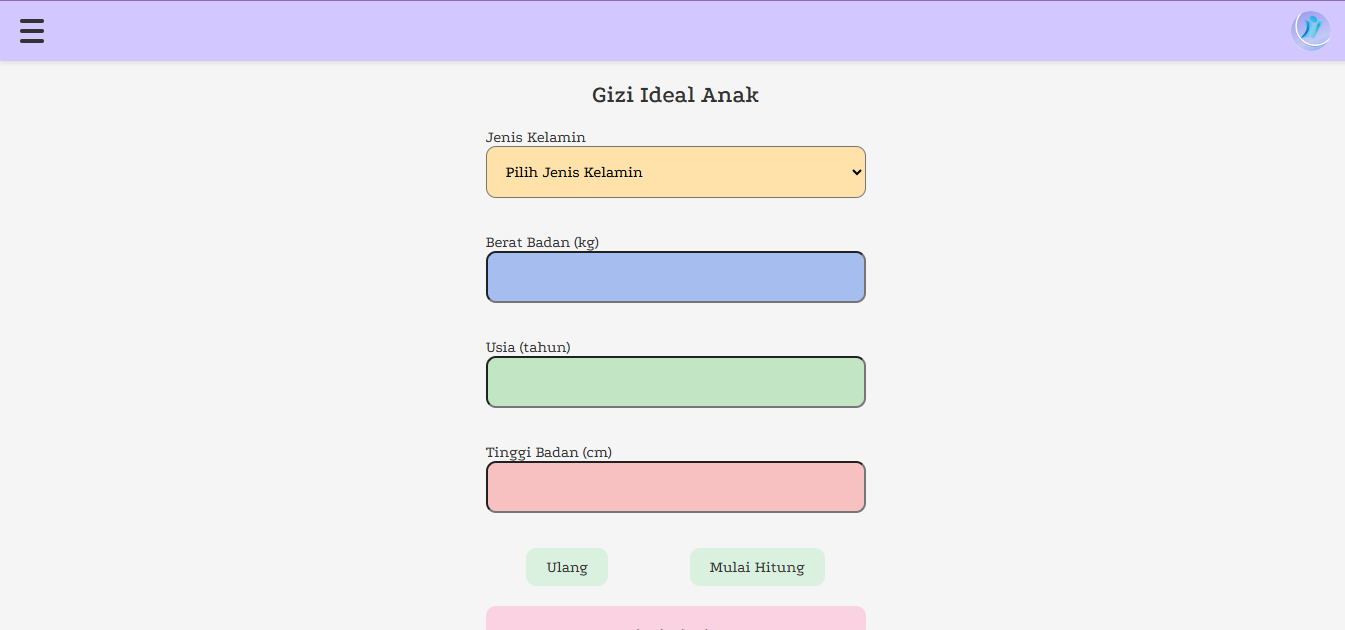 Gizi Ideal Anak
Jenis Kelamin
Pilih Jenis Kelamin
Berat Badan (kg)
Usia (tahun)
Tinggi Badan (cm)
Ulang
Mulai Hitung